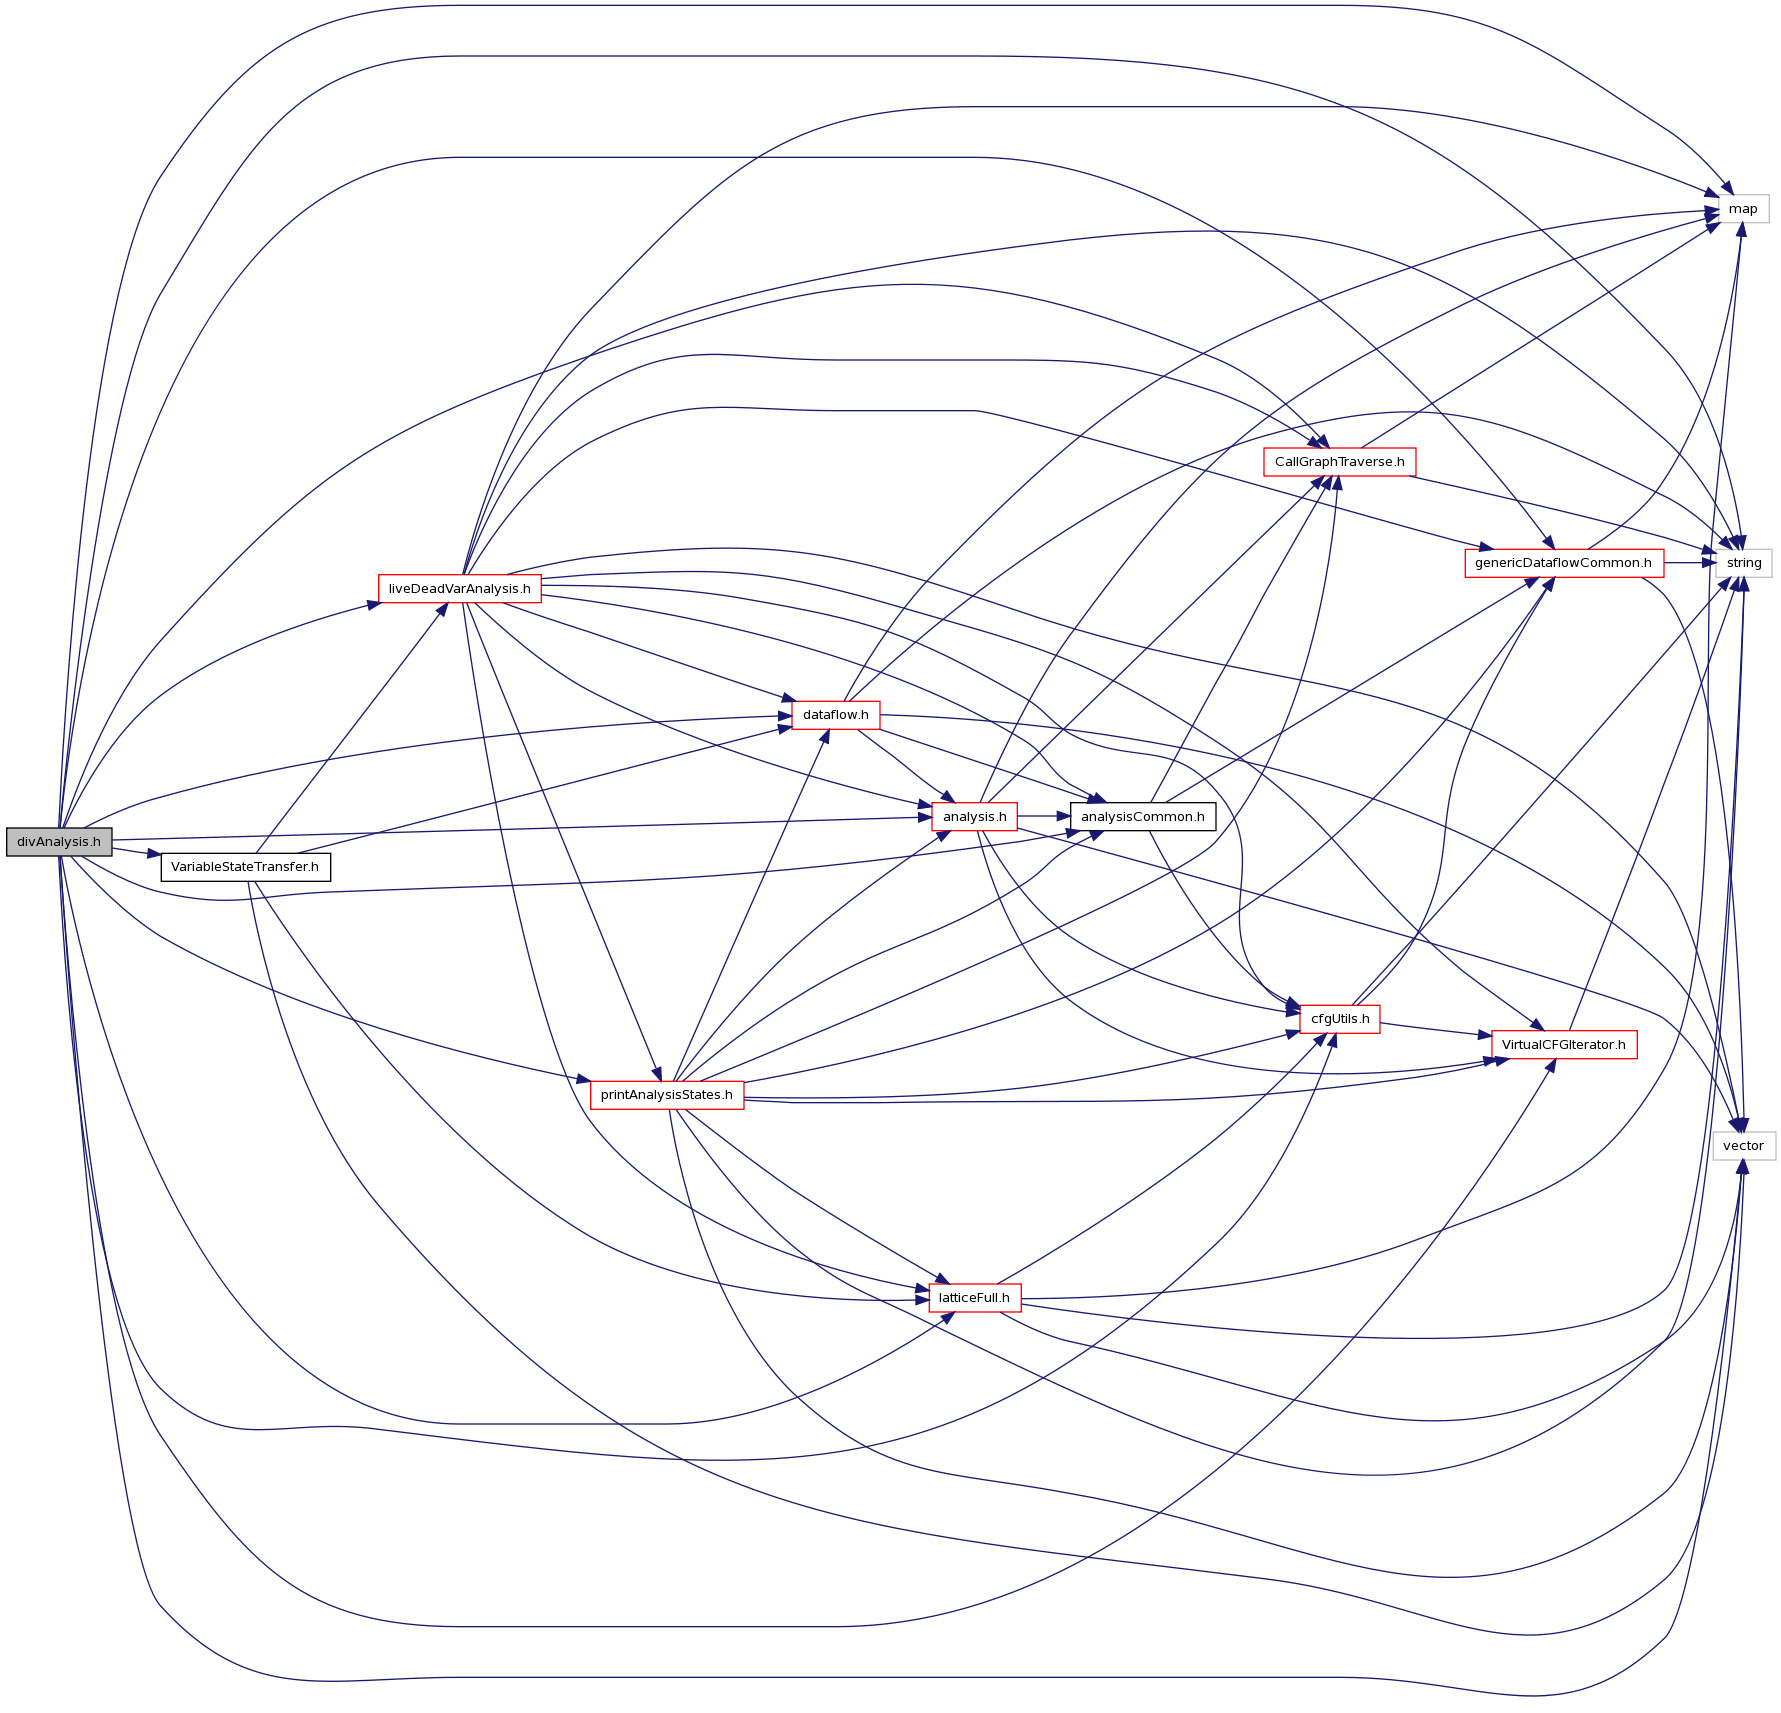 map
CallGraphTraverse.h
genericDataflowCommon.h
string
liveDeadVarAnalysis.h
dataflow.h
analysis.h
analysisCommon.h
divAnalysis.h
VariableStateTransfer.h
cfgUtils.h
VirtualCFGIterator.h
printAnalysisStates.h
vector
latticeFull.h